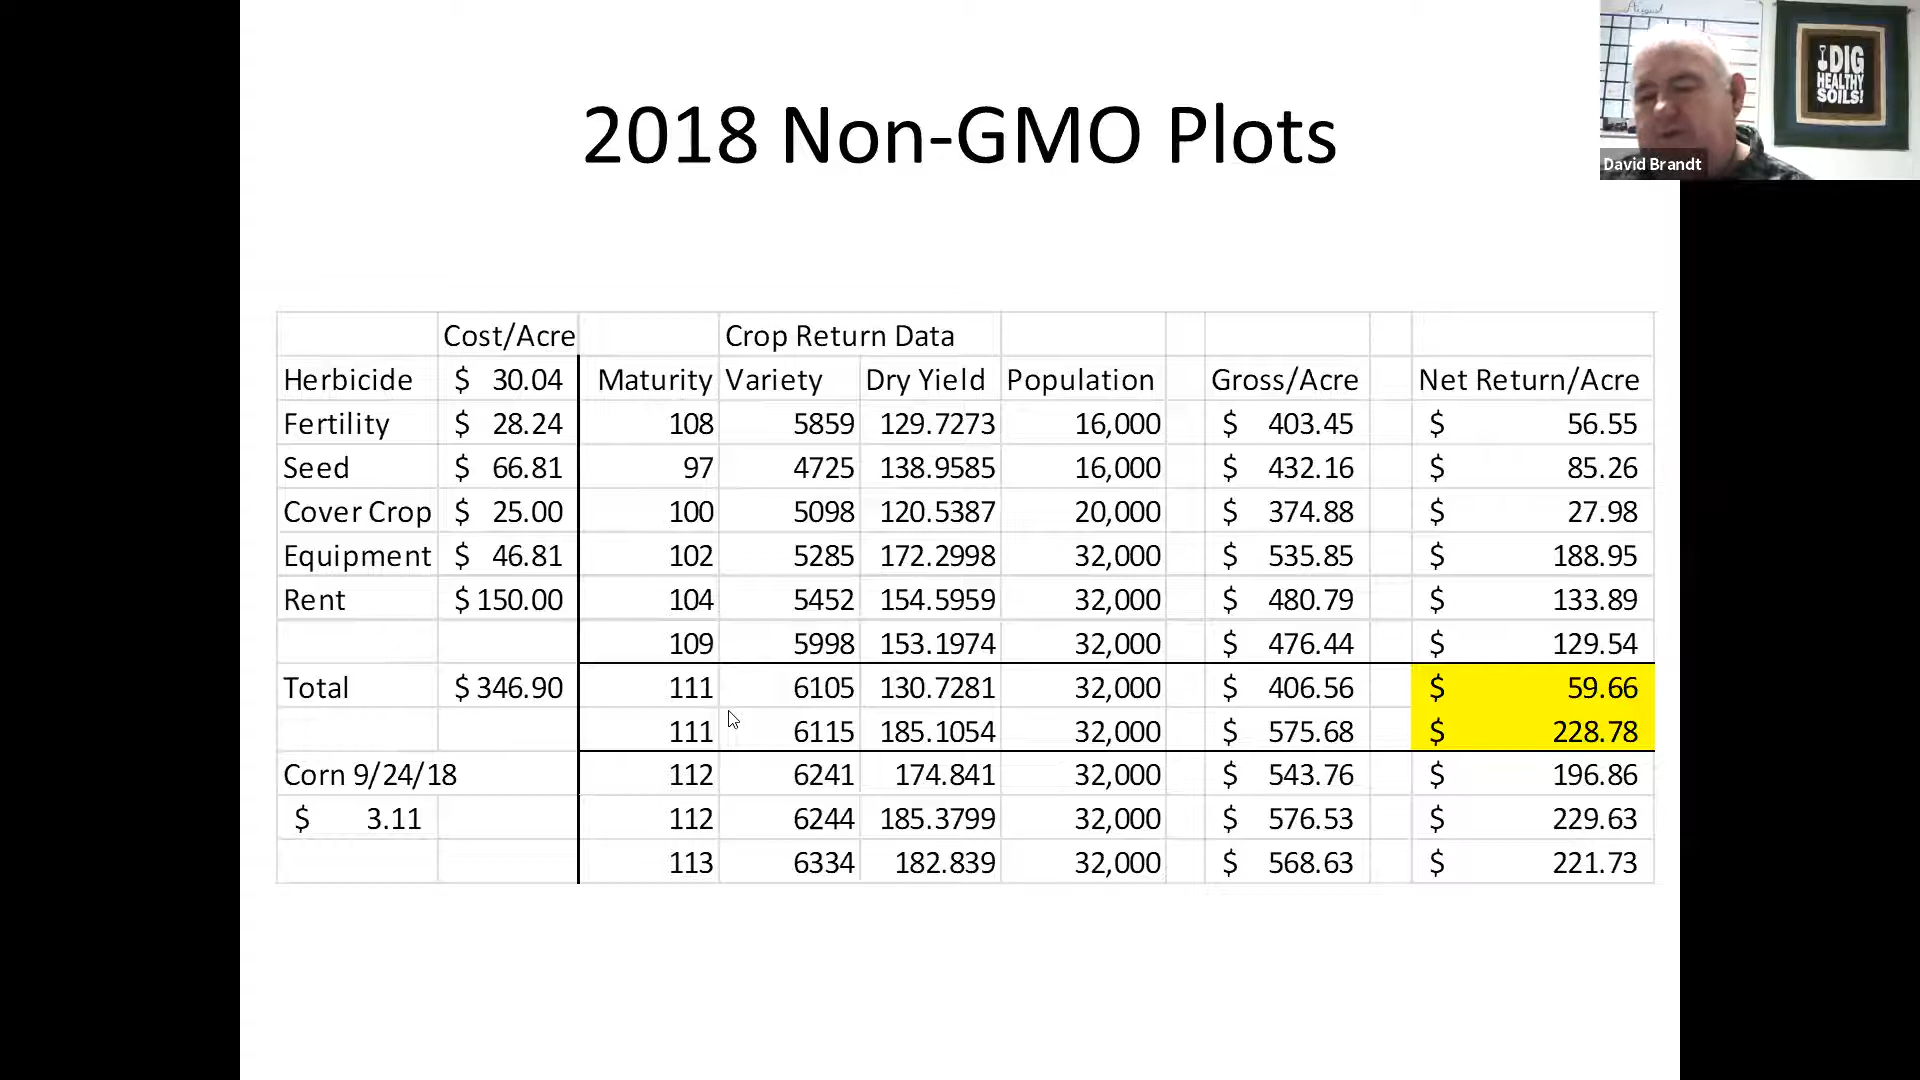 2018 Non-GMO Plots
August
I DIG
HEALTHY
SOILS!
David Brandt
Cost/Acre Crop Return Data
Herbicide $ 30.04 Maturity Variety Dry Yield Population Gross/Acre Net Return/Acre
Fertility $ 28.24 108 5859 129.7273 16,000 $ 403.45 $ 56.55
Seed $ 66.81 97 4725 138.9585 16,000 $ 432.16 $ 85.26
Cover Crop $ 25.00 100 5098 120.5387 20,000 $ 374.88 $ 27.98
Equipment $ 46.81 102 5285 172.2998 32,000 $ 535.85 $ 188.95
Rent $ 150.00 104 5452 154.5959 32,000 $ 480.79 $ 133.89
109 5998 153.1974 32,000 $ 476.44 $ 129.54
Total $ 346.90 111 6105 130.7281 32,000 $ 406.56 $ 59.66
111 6115 185.1054 32,000 $ 575.68 $ 228.78
Corn 9/24/18 112 6241 174.841 32,000 $ 543.76 $ 196.86
$ 3.11 112 6244 185.3799 32,000 $ 576.53 $ 229.63
113 6334 182.839 32,000 $ 568.63 $ 221.73